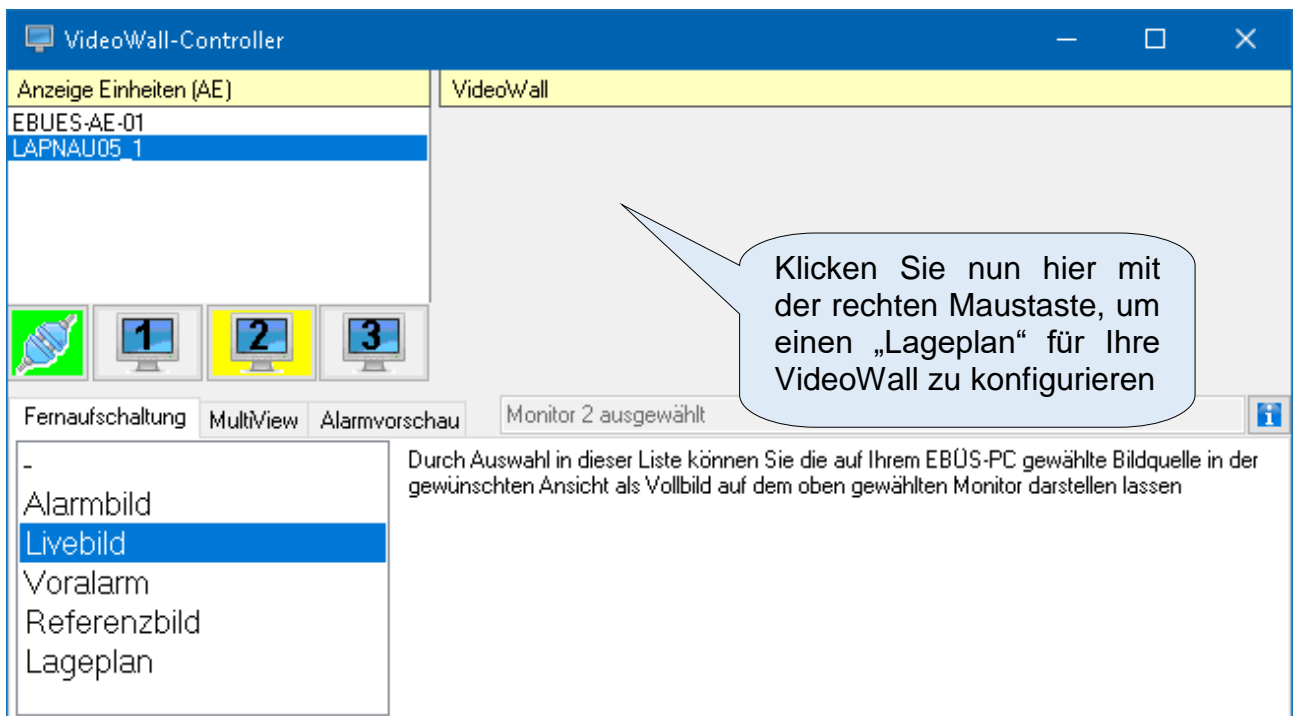 VideoWall-Controller
Anzeige Einheiten (AE)
VideoWall
EBUES-AE-01
LAPNAU05_1
Klicken Sie nun hier mit
der rechten Maustaste, um
einen „Lageplan“ für Ihre
VideoWall zu konfigurieren
1
2
3
Fernaufschaltung
MultiView
Alarmvorschau
Monitor 2 ausgewählt
-
Alarmbild
Livebild
Voralarm
Referenzbild
Lageplan
Durch Auswahl in dieser Liste können Sie die auf Ihrem EBÜS-PC gewählte Bildquelle in der
gewünschten Ansicht als Vollbild auf dem oben gewählten Monitor darstellen lassen